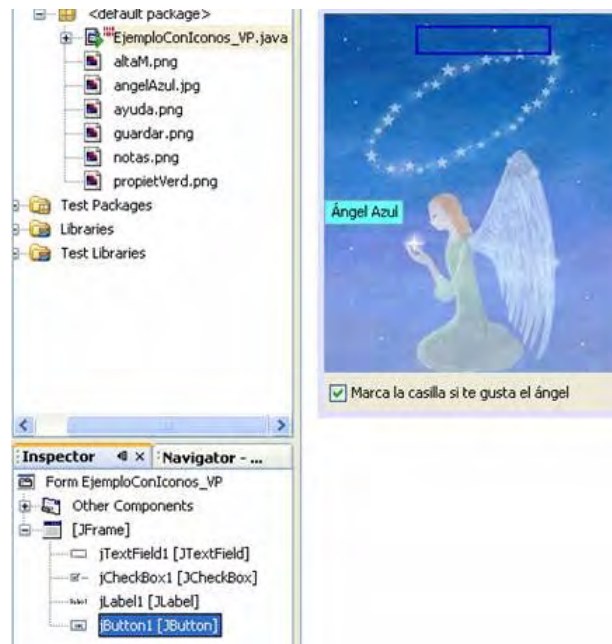 <default package>
EjemploConIconos_VP.java
altaM.png
angelAzul.jpg
ayuda.png
guardar.png
notas.png
propietVerd.png
Test Packages
Libraries
Test Libraries
Ángel Azul
Marca la casilla si te gusta el ángel
Inspector
Navigator - ...
Form EjemploConIconos_VP
Other Components
[JFrame]
jTextField1 [JTextField]
jCheckBox1 [JCheckBox]
jLabel1 [JLabel]
jButton1 [JButton]